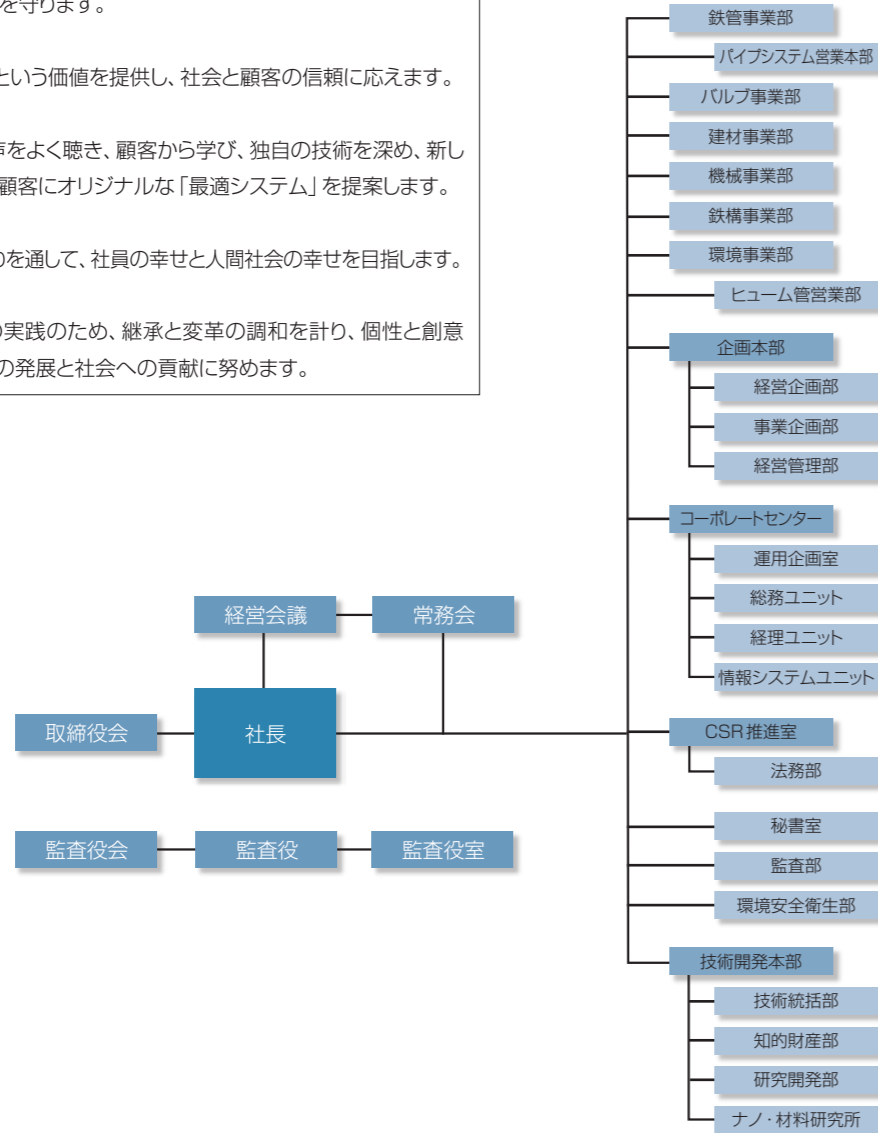 を守ります。
という価値を提供し、社会と顧客の信頼に応えます。
声をよく聴き、顧客から学び、独自の技術を深め、新し
顧客にオリジナルな「最適システム」を提案します。
を通して、社員の幸せと人間社会の幸せを目指します。
実践のため、継承と変革の調和を計り、個性と創意
の発展と社会への貢献に努めます。
経営会議
常務会
取締役会
社長
監査役会
監査役
監査役室
鉄管事業部
パイプシステム営業本部
バルブ事業部
建材事業部
機械事業部
鉄構事業部
環境事業部
ヒューム管営業部
企画本部
経営企画部
事業企画部
経営管理部
コーポレートセンター
運用企画室
総務ユニット
経理ユニット
情報システムユニット
CSR推進室
法務部
秘書室
監査部
環境安全衛生部
技術開発本部
技術統括部
知的財産部
研究開発部
ナノ・材料研究所